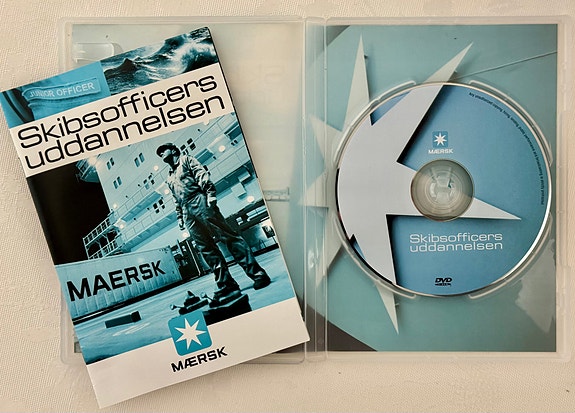 JUNIOR OFFICER
Skibsofficers
uddannelsen
MAERSK
MÆRSK
MÆRSK
Skibsofficers
uddannelsen
DVD